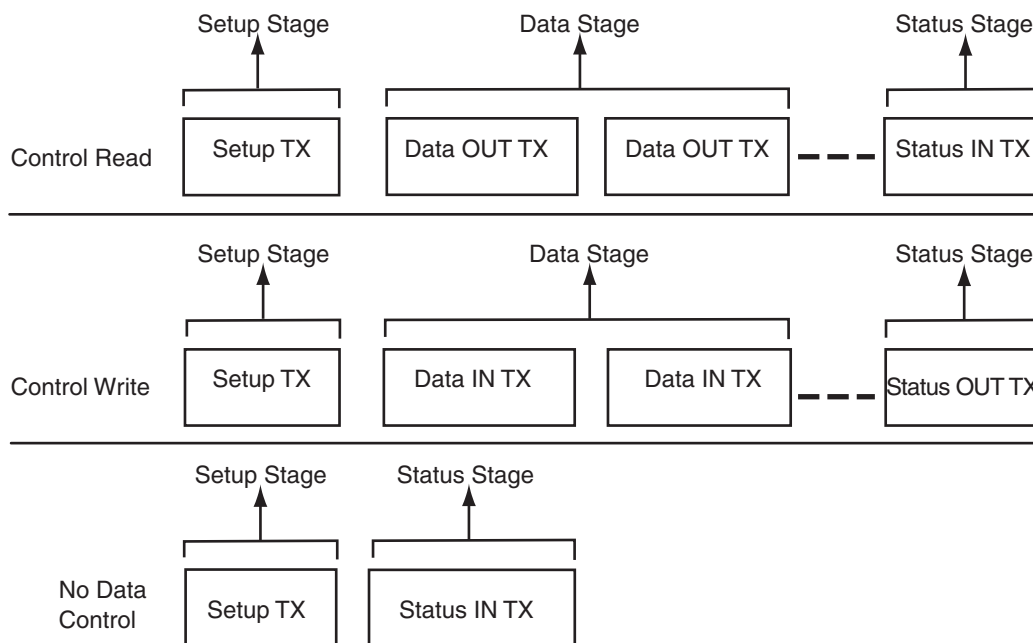 Setup Stage Data Stage Status Stage
Control Read Setup TX Data OUT TX Data OUT TX Status IN TX
Setup Stage Data Stage Status Stage
Control Write Setup TX Data IN TX Data IN TX Status OUT TX
Setup Stage Status Stage
No Data
Control Setup TX Status IN TX